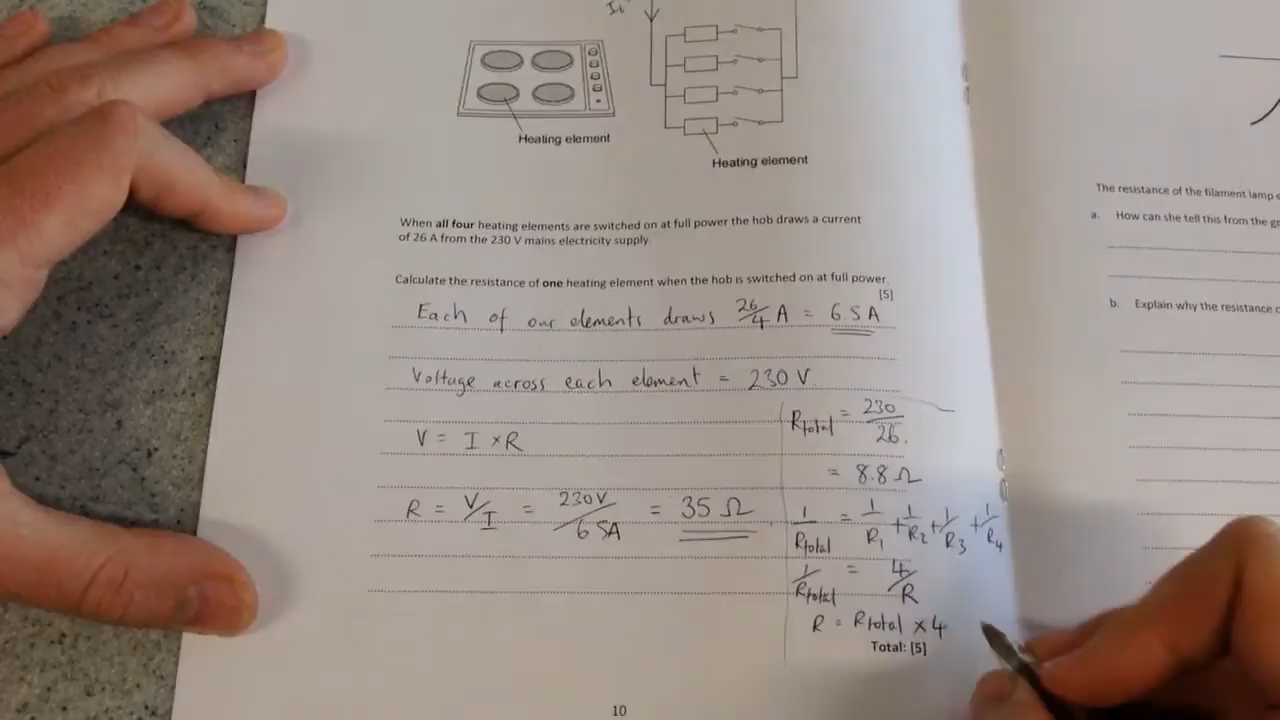 I
Heating element
Heating element
When all four heating elements are switched on at full power the hob draws a current
of 26 A from the 230 V mains electricity supply.
Calculate the resistance of one heating element when the hob is switched on at full power.
[5]
Each of our elements draws 26/4 A = 6.5A
Voltage across each element = 230 V
V = I × R
R = V/I = 230V/6.5A = 35 Ω
Rtotal = 230/26.
= 8.8 Ω
1/Rtotal = 1/R1 + 1/R2 + 1/R3 + 1/R4
1/Rtotal = 4/R
R = Rtotal × 4
Total: [5]
10
The resistance of the filament lamp
a. How can she tell this from the
b. Explain why the resistance